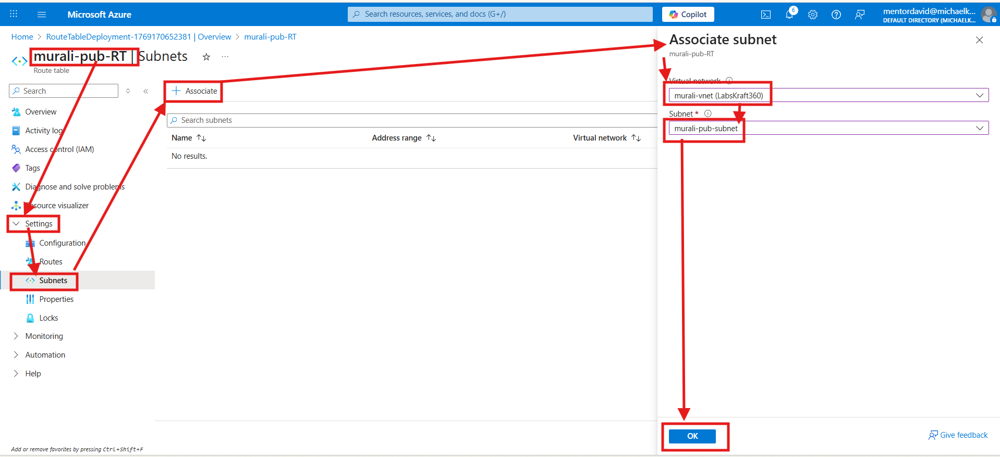 Microsoft Azure
Search resources, services, and docs (G+/)
Copilot
6
mentordavid@michaelk...
DEFAULT DIRECTORY (MICHAELK...
Home > RouteTableDeployment-1769170652381 | Overview > murali-pub-RT
murali-pub-RT | Subnets
Route table
Search
Overview
Activity log
Access control (IAM)
Tags
Diagnose and solve problems
Resource visualizer
Settings
Configuration
Routes
Subnets
Properties
Locks
Monitoring
Automation
Help
Add or remove favorites by pressing Ctrl+Shift+F
Associate
Search subnets
Name
Address range
Virtual network
No results.
Associate subnet
murali-pub-RT
Virtual network
murali-vnet (LabsKraft360)
Subnet *
murali-pub-subnet
OK
Give feedback